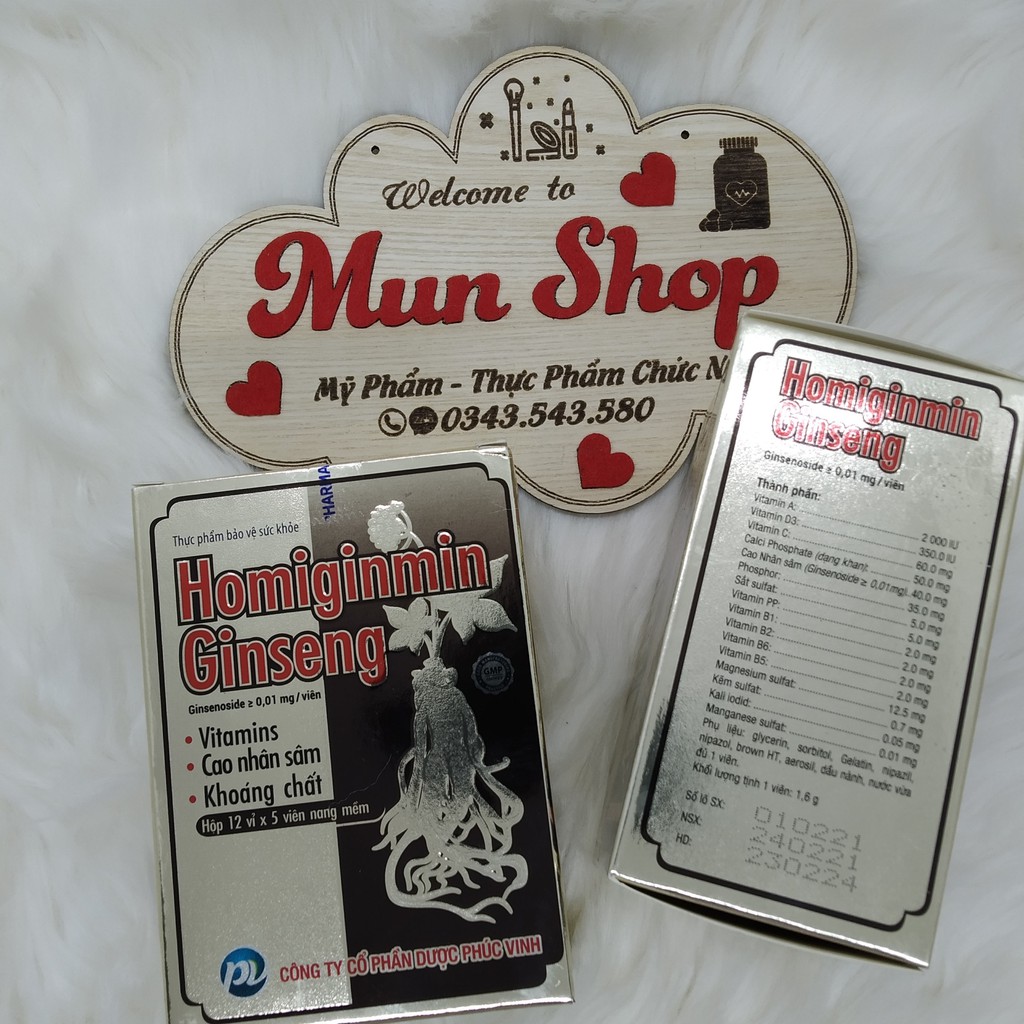 Welcome to
Mun Shop
Mỹ Phẩm - Thực Phẩm Chức
0343.543.580
HARMA
Thực phẩm bảo vệ sức khỏe
Homiginmin
Ginseng
Ginsenoside ≥ 0,01 mg / viên
• Vitamins
• Cao nhân sâm
• Khoáng chất
Hộp 12 vỉ x 5 viên nang mềm
GMP
PV
CÔNG TY CỔ PHẦN DƯỢC PHÚC VINH
Homiginmin
Ginseng
Ginsenoside ≥ 0,01 mg / viên
Thành phần:
Vitamin A: 2 000 IU
Vitamin D3: 350.0 IU
Vitamin C: 60.0 mg
Calci Phosphate (dạng khan): 50.0 mg
Cao Nhân sâm (Ginsenoside ≥ 0,01mg). 40.0 mg
Phosphor: 35.0 mg
Sắt sulfat: 5.0 mg
Vitamin PP: 5.0 mg
Vitamin B1: 2.0 mg
Vitamin B2: 2.0 mg
Vitamin B6: 2.0 mg
Vitamin B5: 2.0 mg
Magnesium sulfat: 12.5 mg
Kẽm sulfat: 0.7 mg
Kali iodid: 0.05 mg
Manganese sulfat: 0.01 mg
Phụ liệu: glycerin, sorbitol, Gelatin, nipazil,
nipazol, brown HT, aerosil, dầu nành, nước vừa
đủ 1 viên.
Khối lượng tịnh 1 viên: 1,6 g
Số lô SX: 010221
NSX: 240221
HD: 230224